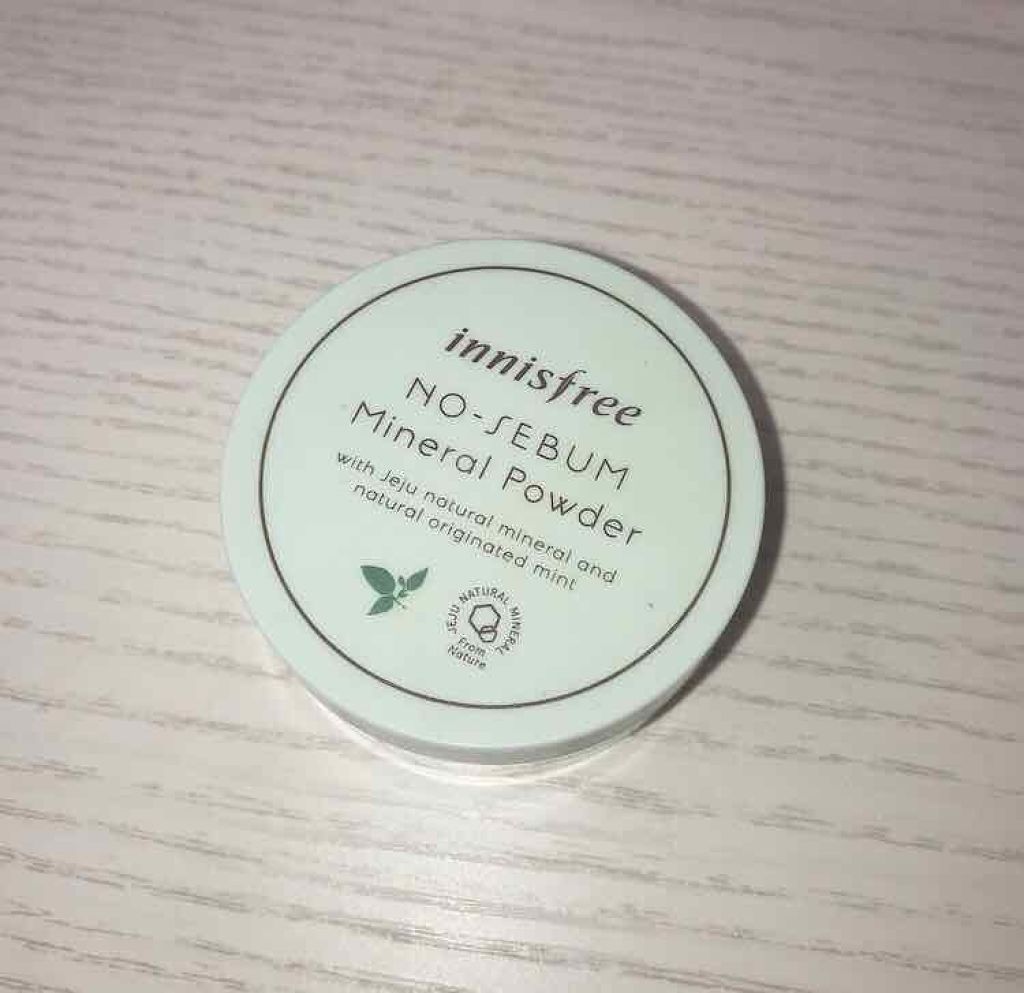 innisfree
NO-SEBUM
Mineral Powder
with Jeju natural mineral and
natural originated mint
JEJU NATURAL MINERAL
From
Nature